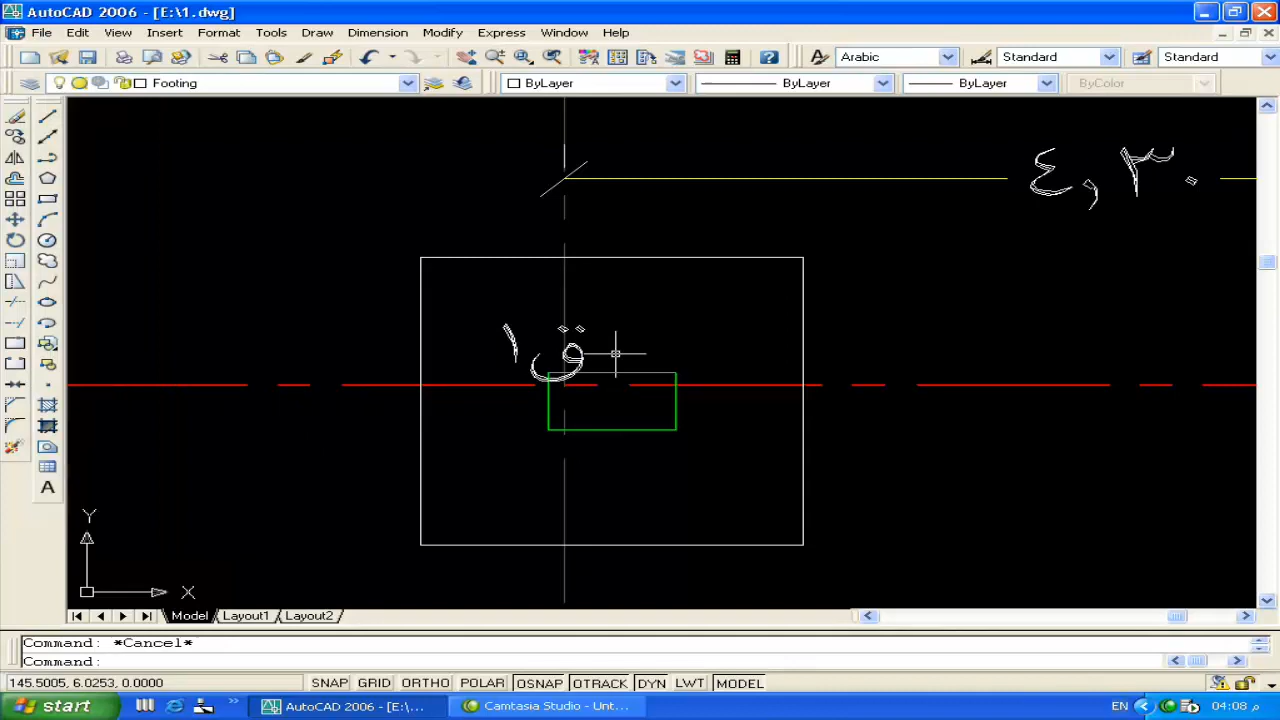 AutoCAD 2006 - [E:\1.dwg]
File Edit View Insert Format Tools Draw Dimension Modify Express Window Help
Arabic Standard Standard
Footing ByLayer ByLayer ByLayer ByColor
٤,٣٠
ق١
Y
X
A
Model Layout1 Layout2
Command: *Cancel*
Command:
145.5005, 6.0253, 0.0000 SNAP GRID ORTHO POLAR OSNAP OTRACK DYN LWT MODEL
start AutoCAD 2006 - [E:\... Camtasia Studio - Unt... EN 04:08 م